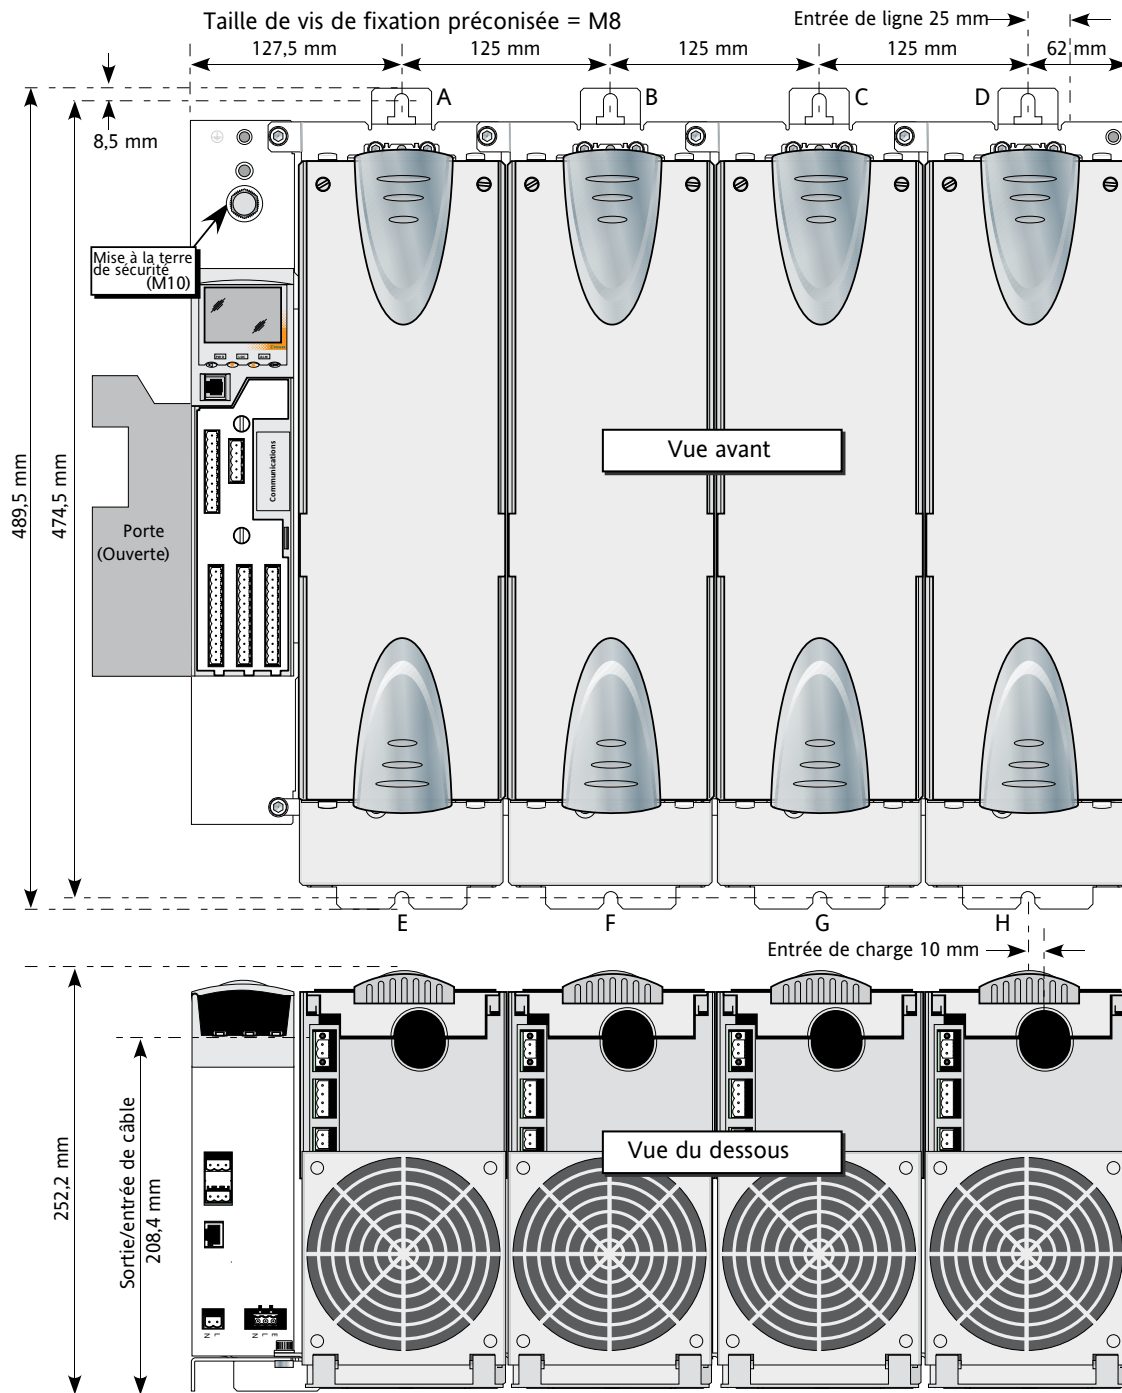 Taille de vis de fixation préconisée = M8
Entrée de ligne 25 mm
127,5 mm
125 mm
125 mm
125 mm
62 mm
A
B
C
D
8,5 mm
Mise à la terre
de sécurité
(M10)
Communications
Vue avant
489,5 mm
474,5 mm
Porte
(Ouverte)
E
F
G
H
Entrée de charge 10 mm
Vue du dessous
252,2 mm
Sortie/entrée de câble
208,4 mm
N L
N L E